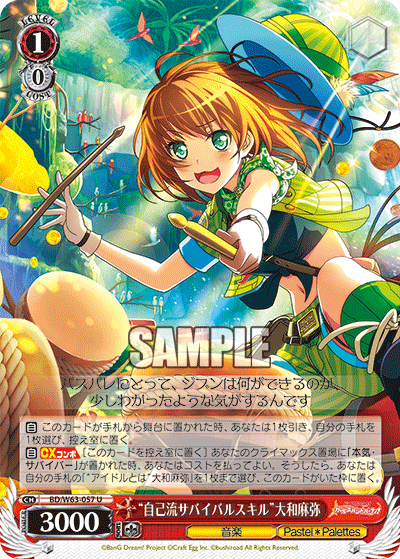 LEVEL
1
0
COST
SAMPLE
パスパレにとって、ジブンは何ができるのか、
少しわかったような気がするんです
自 このカードが手札から舞台に置かれた時、あなたは1枚引き、自分の手札を
1枚選び、控え室に置く。
自 CXコンボ [このカードを控え室に置く] あなたのクライマックス置場に「本気・
サバイバー」が置かれた時、あなたはコストを払ってよい。そうしたら、あなたは
自分の「“アイドルとは”大和麻弥」を1枚まで選び、このカードがいた枠に置く。
CH
BD/W63-057 U
3000
“自己流サバイバルスキル”大和麻弥
音楽
Pastel＊Palettes
©BanG Dream! Project ©Craft Egg Inc. ©bushiroad All Rights Reserved.